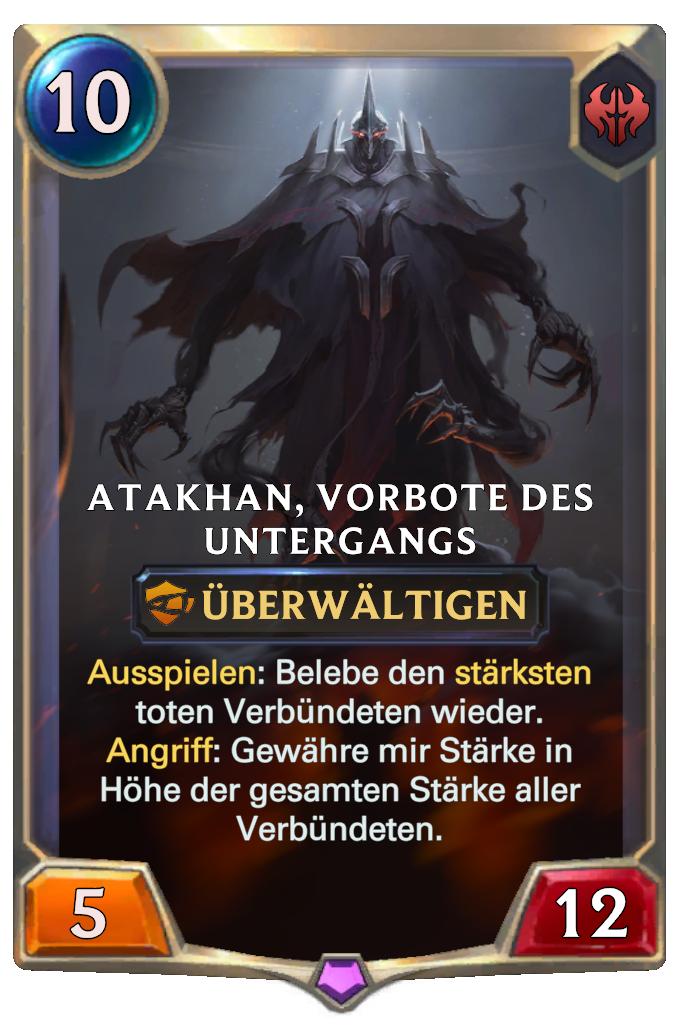 10
ATAKHAN, VORBOTE DES
UNTERGANGS
ÜBERWÄLTIGEN
Ausspielen: Belebe den stärksten
toten Verbündeten wieder.
Angriff: Gewähre mir Stärke in
Höhe der gesamten Stärke aller
Verbündeten.
5
12